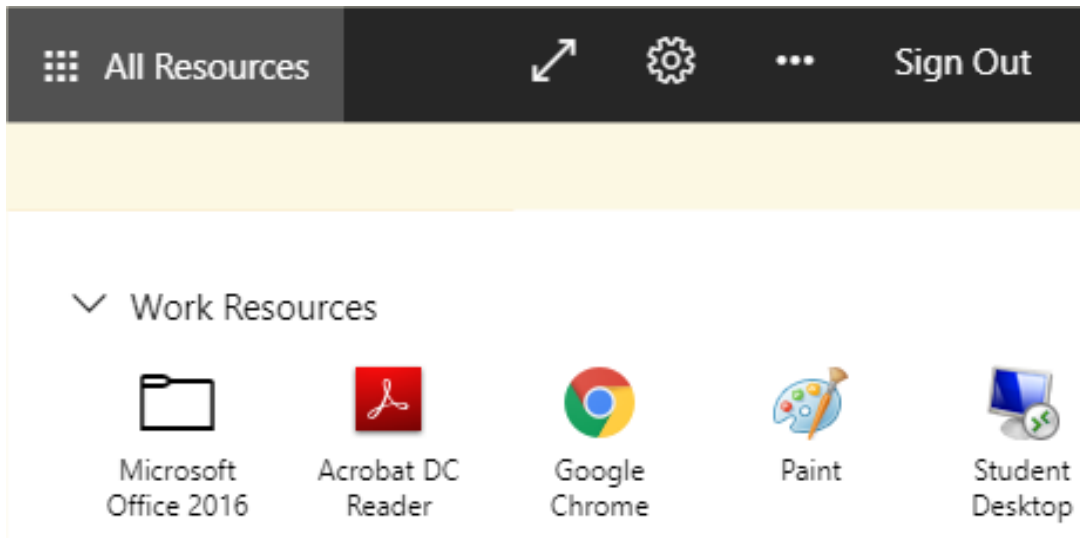 All Resources
Sign Out
Work Resources
Microsoft
Office 2016
Acrobat DC
Reader
Google
Chrome
Paint
Student
Desktop